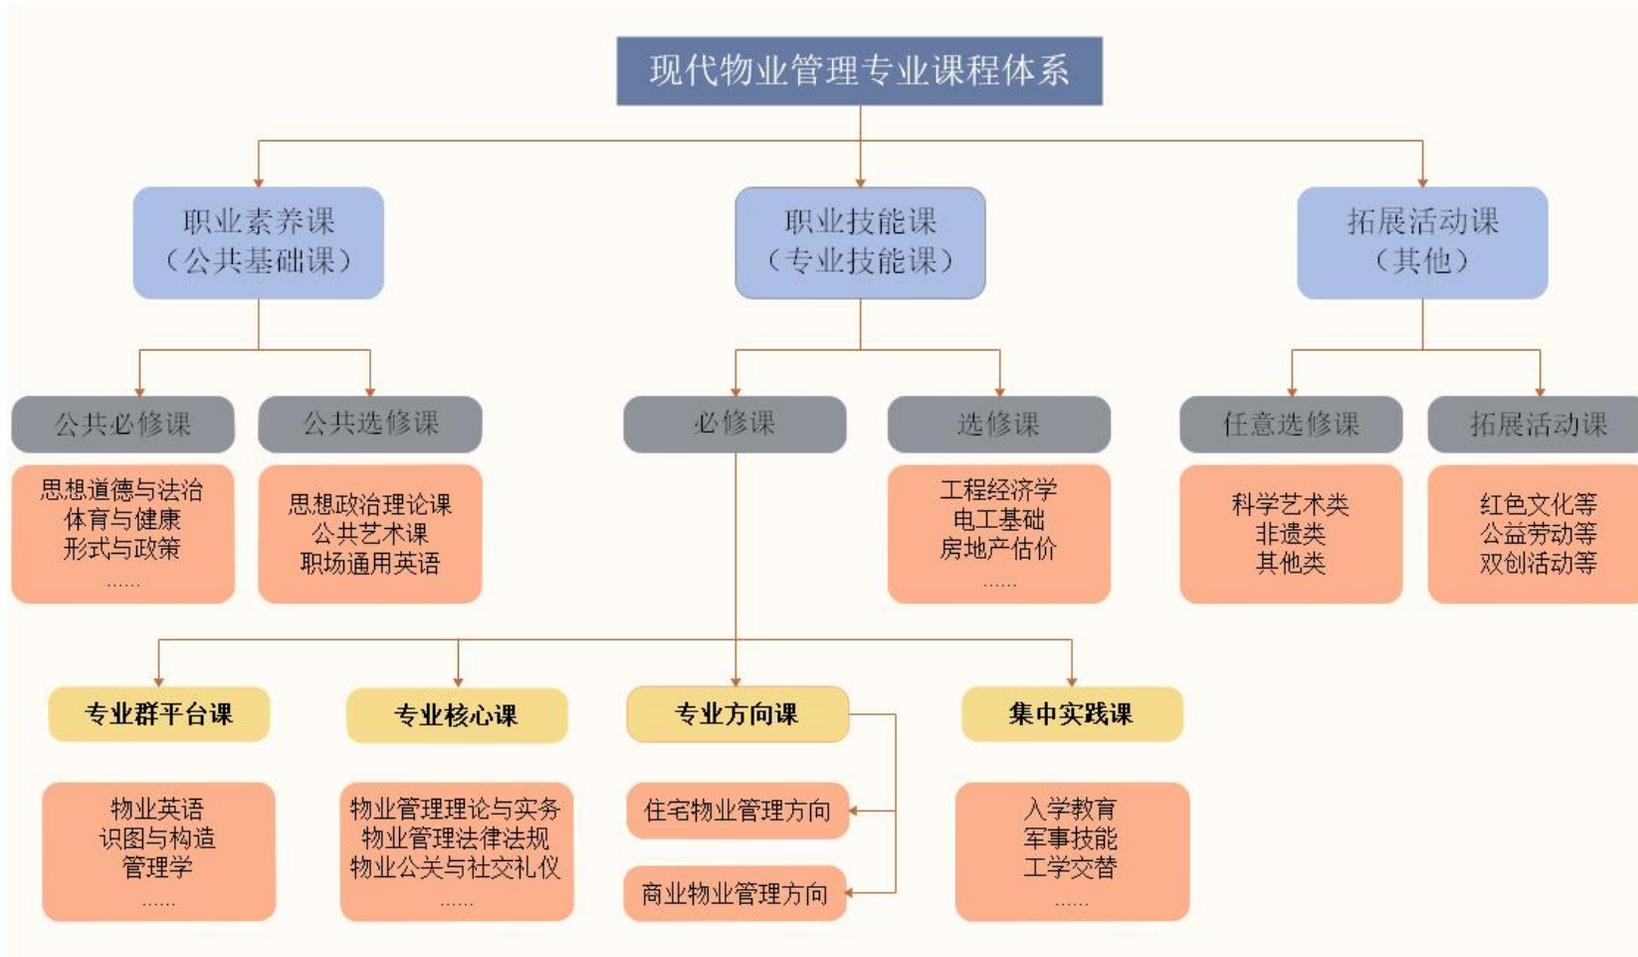 现代物业管理专业课程体系
职业素养课
（公共基础课）
职业技能课
（专业技能课）
拓展活动课
（其他）
公共必修课
公共选修课
必修课
选修课
任意选修课
拓展活动课
思想道德与法治
体育与健康
形式与政策
......
思想政治理论课
公共艺术课
职场通用英语
工程经济学
电工基础
房地产估价
......
科学艺术类
非遗类
其他类
红色文化等
公益劳动等
双创活动等
专业群平台课
专业核心课
专业方向课
集中实践课
物业英语
识图与构造
管理学
......
物业管理理论与实务
物业管理法律法规
物业公关与社交礼仪
......
住宅物业管理方向
商业物业管理方向
入学教育
军事技能
工学交替
......